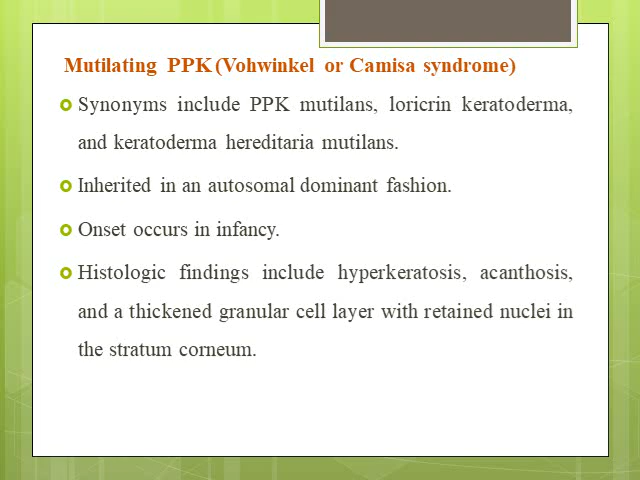 Mutilating PPK (Vohwinkel or Camisa syndrome)
Synonyms include PPK mutilans, loricrin keratoderma,
and keratoderma hereditaria mutilans.
Inherited in an autosomal dominant fashion.
Onset occurs in infancy.
Histologic findings include hyperkeratosis, acanthosis,
and a thickened granular cell layer with retained nuclei in
the stratum corneum.